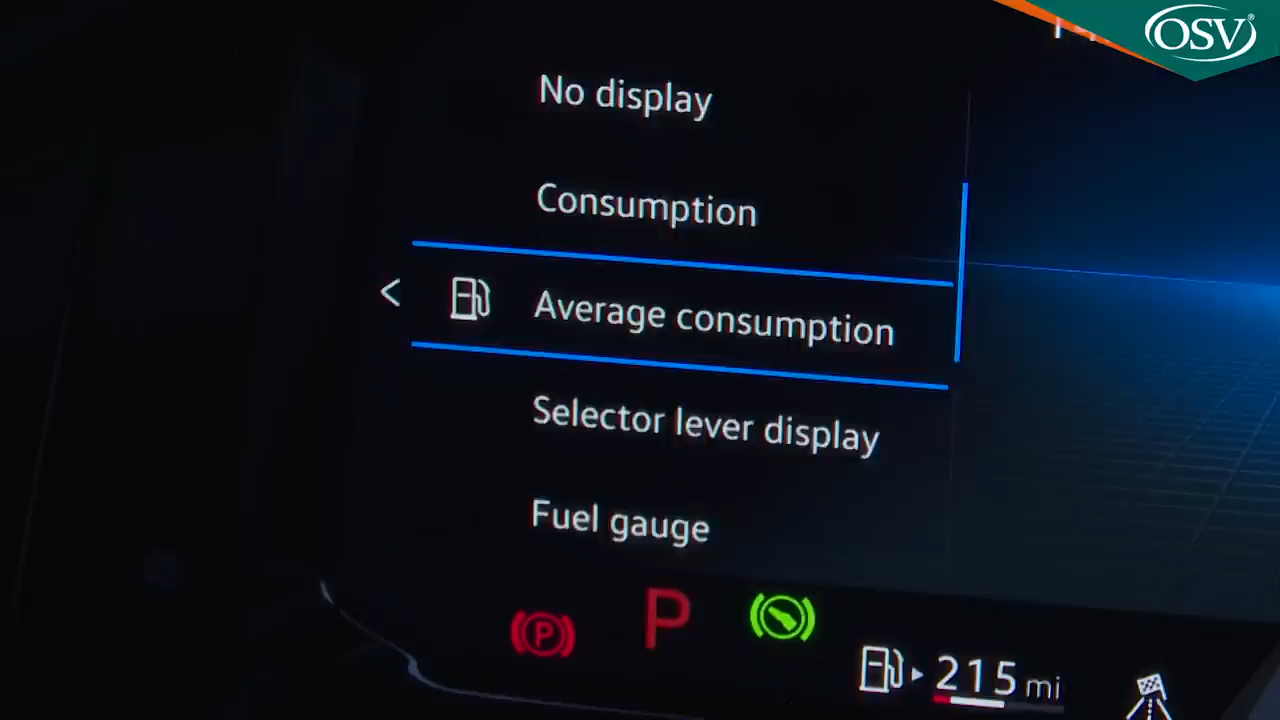 OSV®
No display
Consumption
< Average consumption
Selector lever display
Fuel gauge
(P) P
215 mi